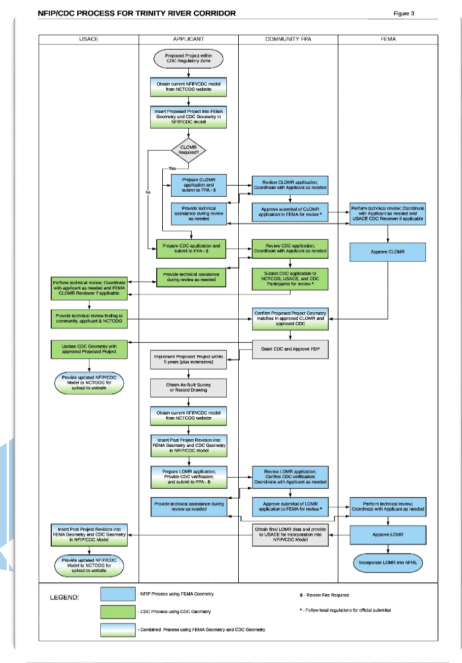 NFIP/CDC PROCESS FOR TRINITY RIVER CORRIDOR
Figure 3
USACE
APPLICANT
COMMUNITY FPA
FEMA
Proposed Project within
CDC Regulatory Zone
Obtain current NFIP/CDC model
from NCTCOG website
Insert Proposed Project into FEMA
Geometry and CDC Geometry in
NFIP/CDC model
CLOMR
Required?
Yes
No
Prepare CLOMR
application and
submit to FPA - $
Review CLOMR application;
Coordinate with Applicant as needed
Provide technical
assistance during review
as needed
Approve submittal of CLOMR
application to FEMA for review *
Perform technical review; Coordinate
with Applicant as needed and
USACE CDC Reviewer if applicable
Approve CLOMR
Prepare CDC application and
submit to FPA - $
Review CDC application;
Coordinate with Applicant as needed
Provide technical assistance
during review as needed
Submit CDC application to
NCTCOG, USACE, and CDC
Participants for review *
Perform technical review; Coordinate
with applicant as needed and FEMA
CLOMR Reviewer if applicable
Provide technical review finding to
community, applicant & NCTCOG
Confirm Proposed Project Geometry
matches in approved CLOMR and
approved CDC
Grant CDC and Approve FDP
Update CDC Geometry with
approved Proposed Project
Provide updated NFIP/CDC
Model to NCTCOG for
upload to website
Implement Proposed Project within
5 years (plus extensions)
Obtain As-Built Survey
or Record Drawing
Obtain current NFIP/CDC model
from NCTCOG website
Insert Post Project Revision into
FEMA Geometry and CDC Geometry
in NFIP/CDC model
Prepare LOMR application;
Provide CDC verification;
and submit to FPA - $
Review LOMR application;
Confirm CDC verification
Coordinate with Applicant as needed
Provide technical assistance during
review as needed
Approve submittal of LOMR
application to FEMA for review *
Perform technical review;
Coordinate with Applicant as needed
Insert Post Project Revision into
FEMA Geometry and CDC Geometry
in NFIP/CDC Model
Obtain final LOMR data and provide
to USACE for incorporation into
NFIP/CDC Model
Approve LOMR
Provide updated NFIP/CDC
Model to NCTCOG for
upload to website
Incorporate LOMR into NFHL
LEGEND:
- NFIP Process using FEMA Geometry
- CDC Process using CDC Geometry
- Combined Process using FEMA Geometry and CDC Geometry
$ - Review Fee Required
* - Follow local regulations for official submittal